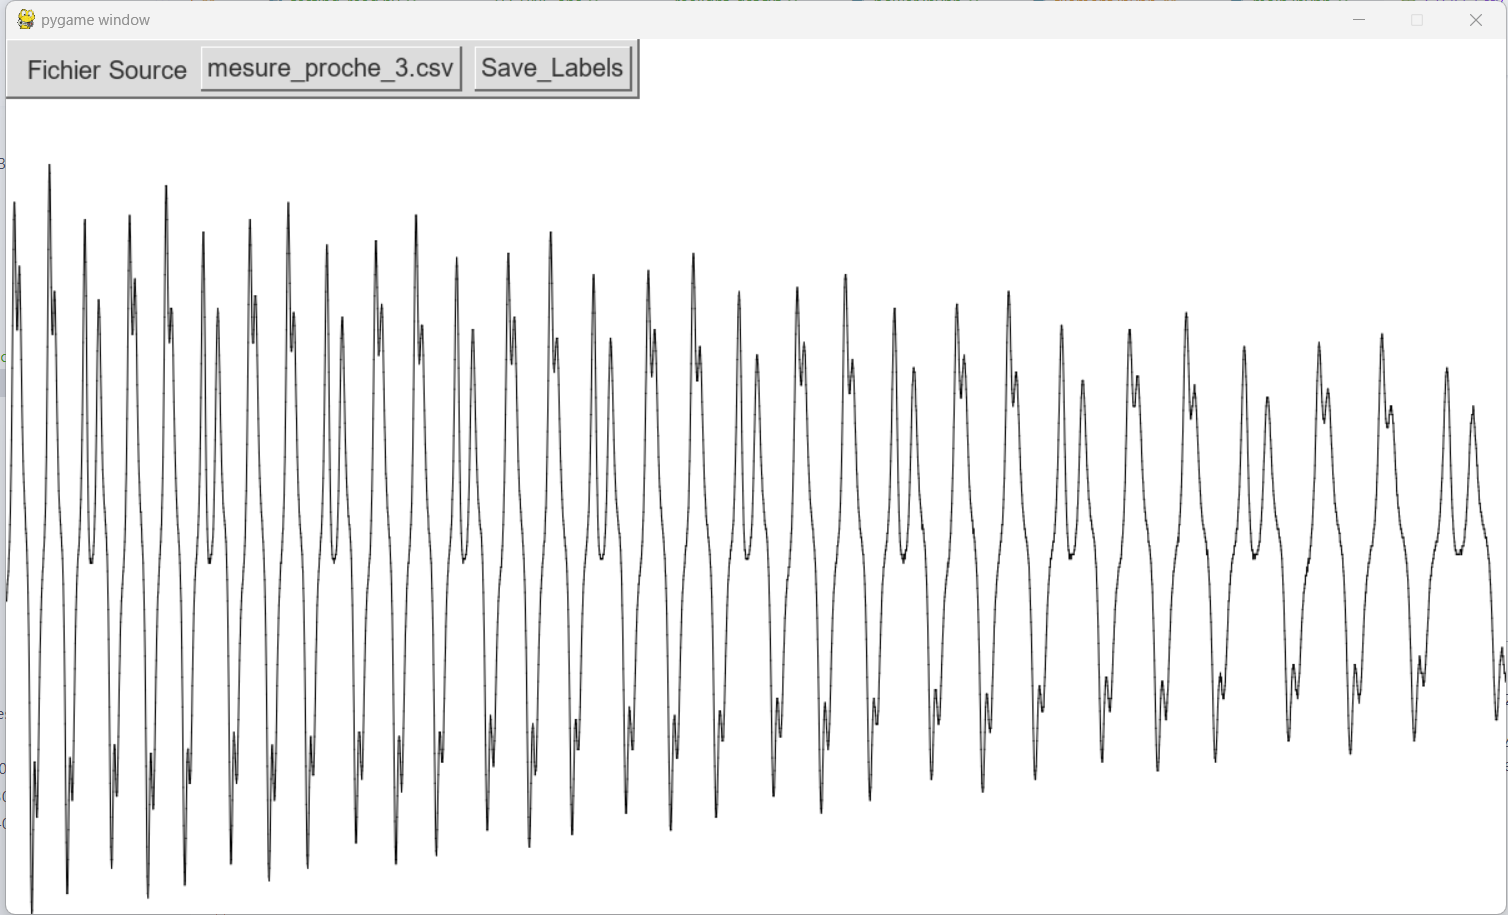 pygame window
Fichier Source mesure_proche_3.csv Save_Labels